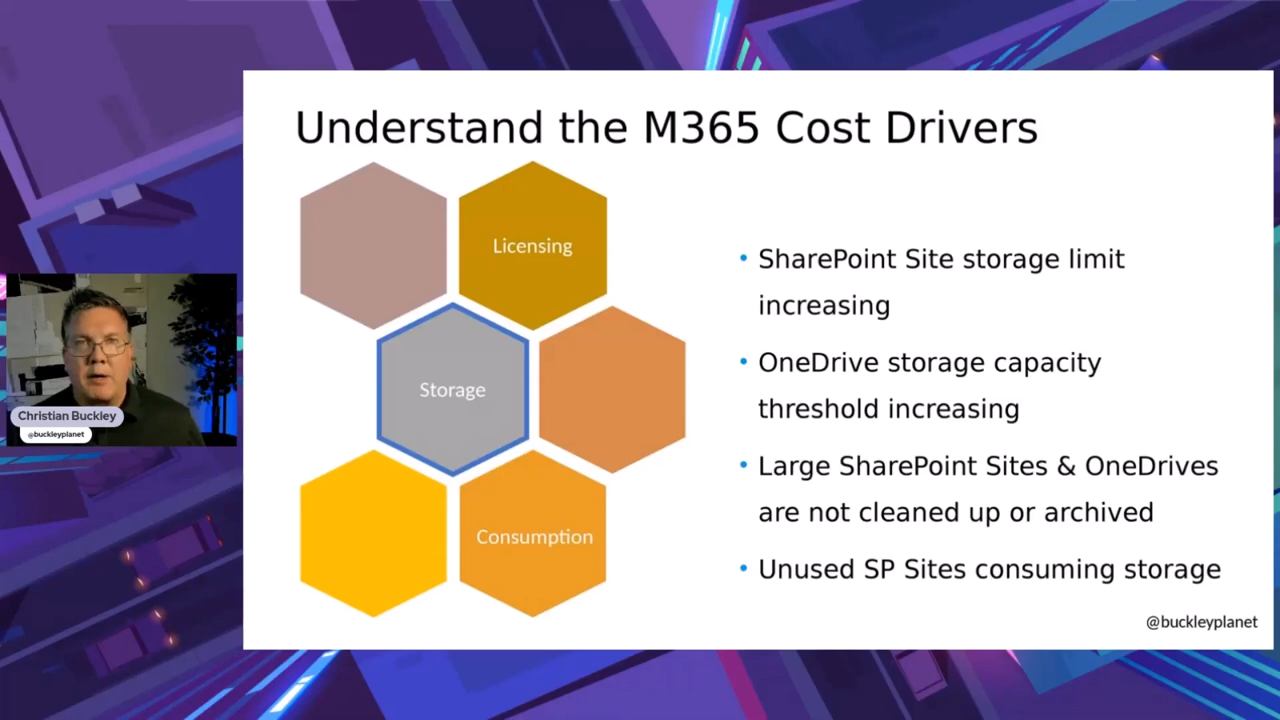 Understand the M365 Cost Drivers
Licensing
Storage
Consumption
• SharePoint Site storage limit
increasing
• OneDrive storage capacity
threshold increasing
• Large SharePoint Sites & OneDrives
are not cleaned up or archived
• Unused SP Sites consuming storage
@buckleyplanet
Christian Buckley
@buckleyplanet